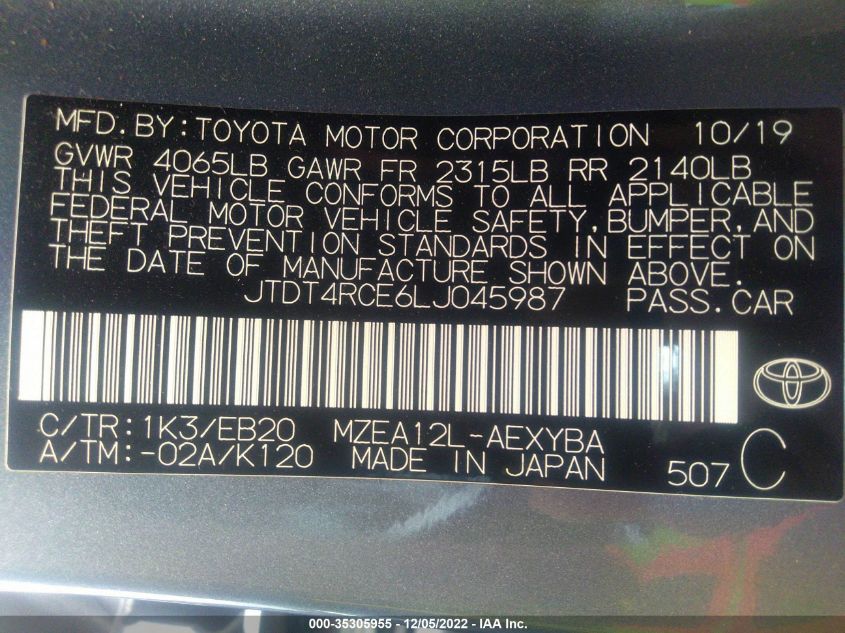 MFD.BY:TOYOTA MOTOR CORPORATION 10/19
GVWR 4065LB GAWR FR 2315LB RR 2140LB
THIS VEHICLE CONFORMS TO ALL APPLICABLE
FEDERAL MOTOR VEHICLE SAFETY,BUMPER,AND
THEFT PREVENTION STANDARDS IN EFFECT ON
THE DATE OF MANUFACTURE SHOWN ABOVE.
JTDT4RCE6LJ045987 PASS.CAR
C/TR:1K3/EB20 MZEA12L-AEXYBA
A/TM:-02A/K120 MADE IN JAPAN 507 C
000-35305955 - 12/05/2022 - IAA Inc.